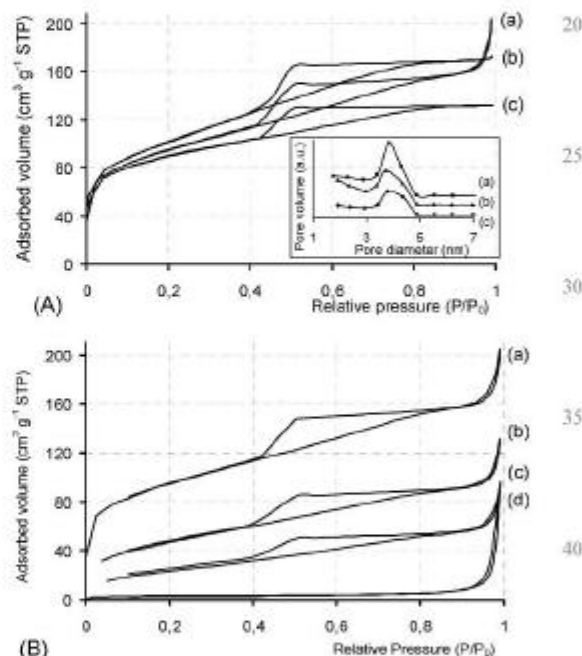 200
160
120
80
40
0
Adsorbed volume (cm³ g⁻¹ STP)
(a)
(b)
(c)
Pore volume (a.u.)
(a)
(b)
(c)
1 3 5 7
Pore diameter (nm)
0 0,2 0,4 0,6 0,8 1
(A)
Relative pressure (P/P₀)
200
160
120
80
40
0
Adsorbed volume (cm³ g⁻¹ STP)
(a)
(b)
(c)
(d)
0 0,2 0,4 0,6 0,8 1
(B)
Relative Pressure (P/P₀)
20
25
30
35
40